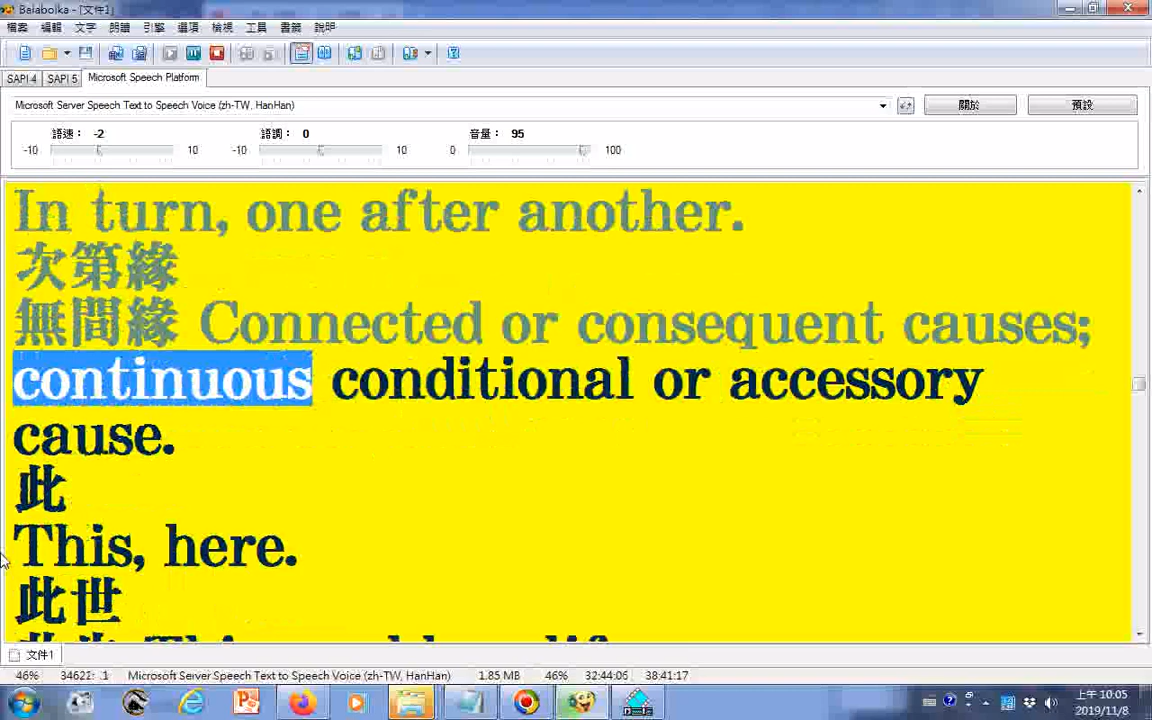 Balabolka - [文件1]
檔案 編輯 文字 朗讀 引擎 選項 檢視 工具 書籤 說明
SAPI 4 SAPI 5 Microsoft Speech Platform
Microsoft Server Speech Text to Speech Voice (zh-TW, HanHan) 關於 預設
語速： -2 語調： 0 音量： 95
-10 10 -10 10 0 100
In turn, one after another.
次第緣
無間緣 Connected or consequent causes;
continuous conditional or accessory
cause.
此
This, here.
此世
文件1
46% 34622: 1 Microsoft Server Speech Text to Speech Voice (zh-TW, HanHan) 1.85 MB 46% 32:44:05 38:41:17
上午 10:05
2019/11/8